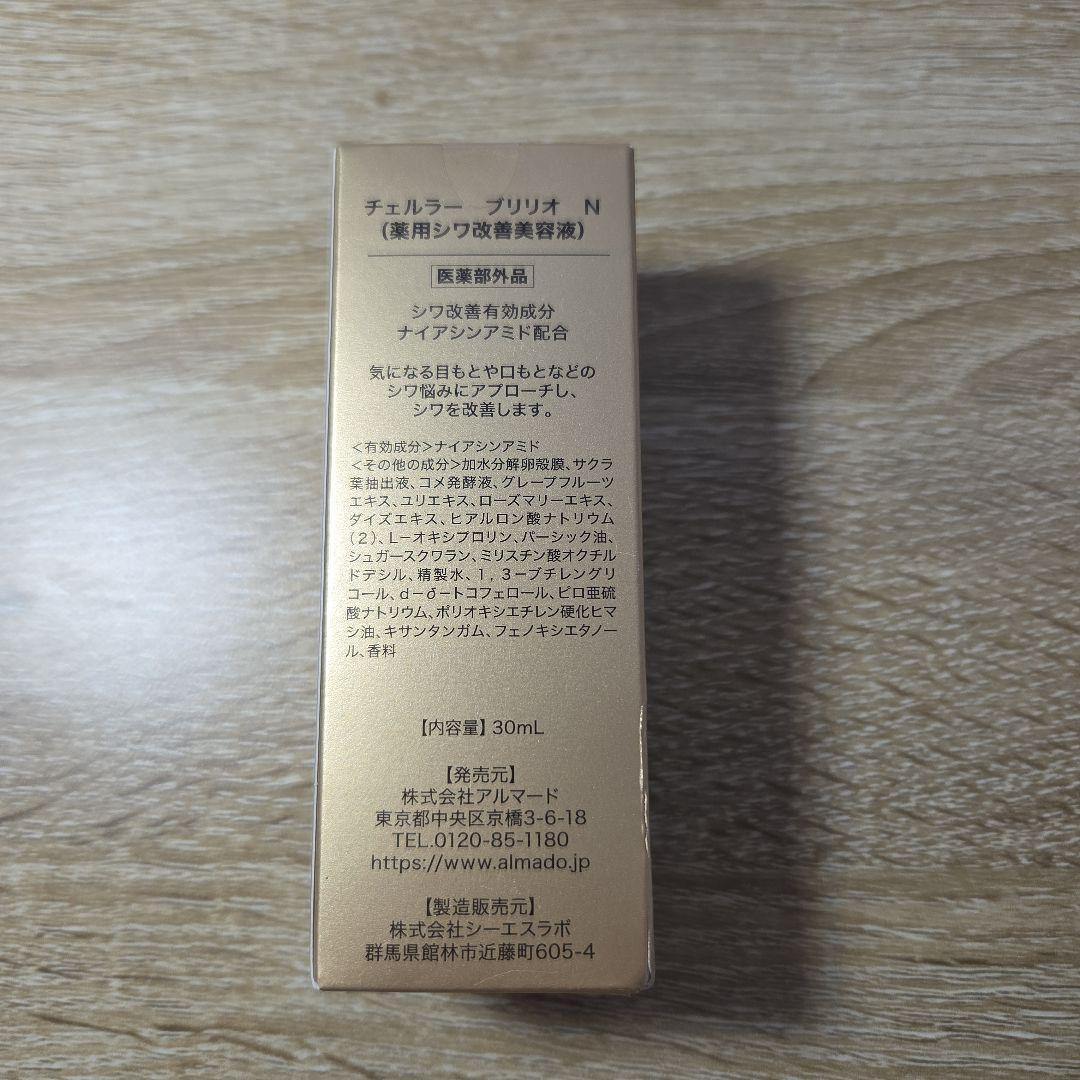 チェルラー　ブリリオ　N
(薬用シワ改善美容液)
医薬部外品
シワ改善有効成分
ナイアシンアミド配合
気になる目もとや口もとなどの
シワ悩みにアプローチし、
シワを改善します。
＜有効成分＞ナイアシンアミド
＜その他の成分＞加水分解卵殻膜、サクラ
葉抽出液、コメ発酵液、グレープフルーツ
エキス、ユリエキス、ローズマリーエキス、
ダイズエキス、ヒアルロン酸ナトリウム
(２)、L－オキシプロリン、パーシック油、
シュガースクワラン、ミリスチン酸オクチル
ドデシル、精製水、1，3－ブチレングリ
コール、d－δ－トコフェロール、ピロ亜硫
酸ナトリウム、ポリオキシエチレン硬化ヒマ
シ油、キサンタンガム、フェノキシエタノー
ル、香料
【内容量】30mL
【発売元】
株式会社アルマード
東京都中央区京橋3-6-18
TEL.0120-85-1180
https://www.almado.jp
【製造販売元】
株式会社シーエスラボ
群馬県館林市近藤町605-4